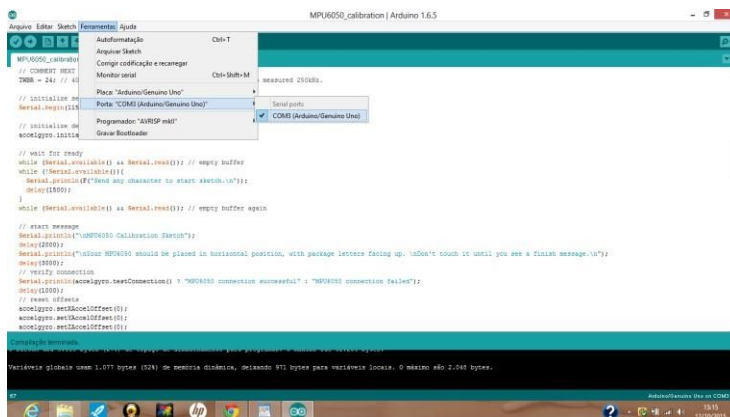 MPU6050_calibration | Arduino 1.6.5
Arquivo Editar Sketch Ferramentas Ajuda
Autoformatação Ctrl+T
Arquivar Sketch
Corrigir codificação e recarregar
Monitor serial Ctrl+Shift+M
Placa: "Arduino/Genuino Uno"
Porta: "COM3 (Arduino/Genuino Uno)"
Serial ports
COM3 (Arduino/Genuino Uno)
Programador: "AVRISP mkII"
Gravar Bootloader
MPU6050_calibration
// COMMENT NEXT
TWBR = 24; // 40
measured 250kHz.
// initialize se
Serial.begin(115
// initialize de
accelgyro.initia
// wait for ready
while (Serial.available() && Serial.read()); // empty buffer
while (!Serial.available()){
Serial.println(F("Send any character to start sketch.\n"));
delay(1500);
}
while (Serial.available() && Serial.read()); // empty buffer again
// start message
Serial.println("\nMPU6050 Calibration Sketch");
delay(2000);
Serial.println("\nYour MPU6050 should be placed in horizontal position, with package letters facing up. \nDon't touch it until you see a finish message.\n");
delay(3000);
// verify connection
Serial.println(accelgyro.testConnection() ? "MPU6050 connection successful" : "MPU6050 connection failed");
delay(1000);
// reset offsets
accelgyro.setXAccelOffset(0);
accelgyro.setYAccelOffset(0);
accelgyro.setZAccelOffset(0);
Compilação terminada.
Variáveis globais usam 1.077 bytes (52%) de memória dinâmica, deixando 971 bytes para variáveis locais. O máximo são 2.048 bytes.
67
Arduino/Genuino Uno on COM3
hp
15:15